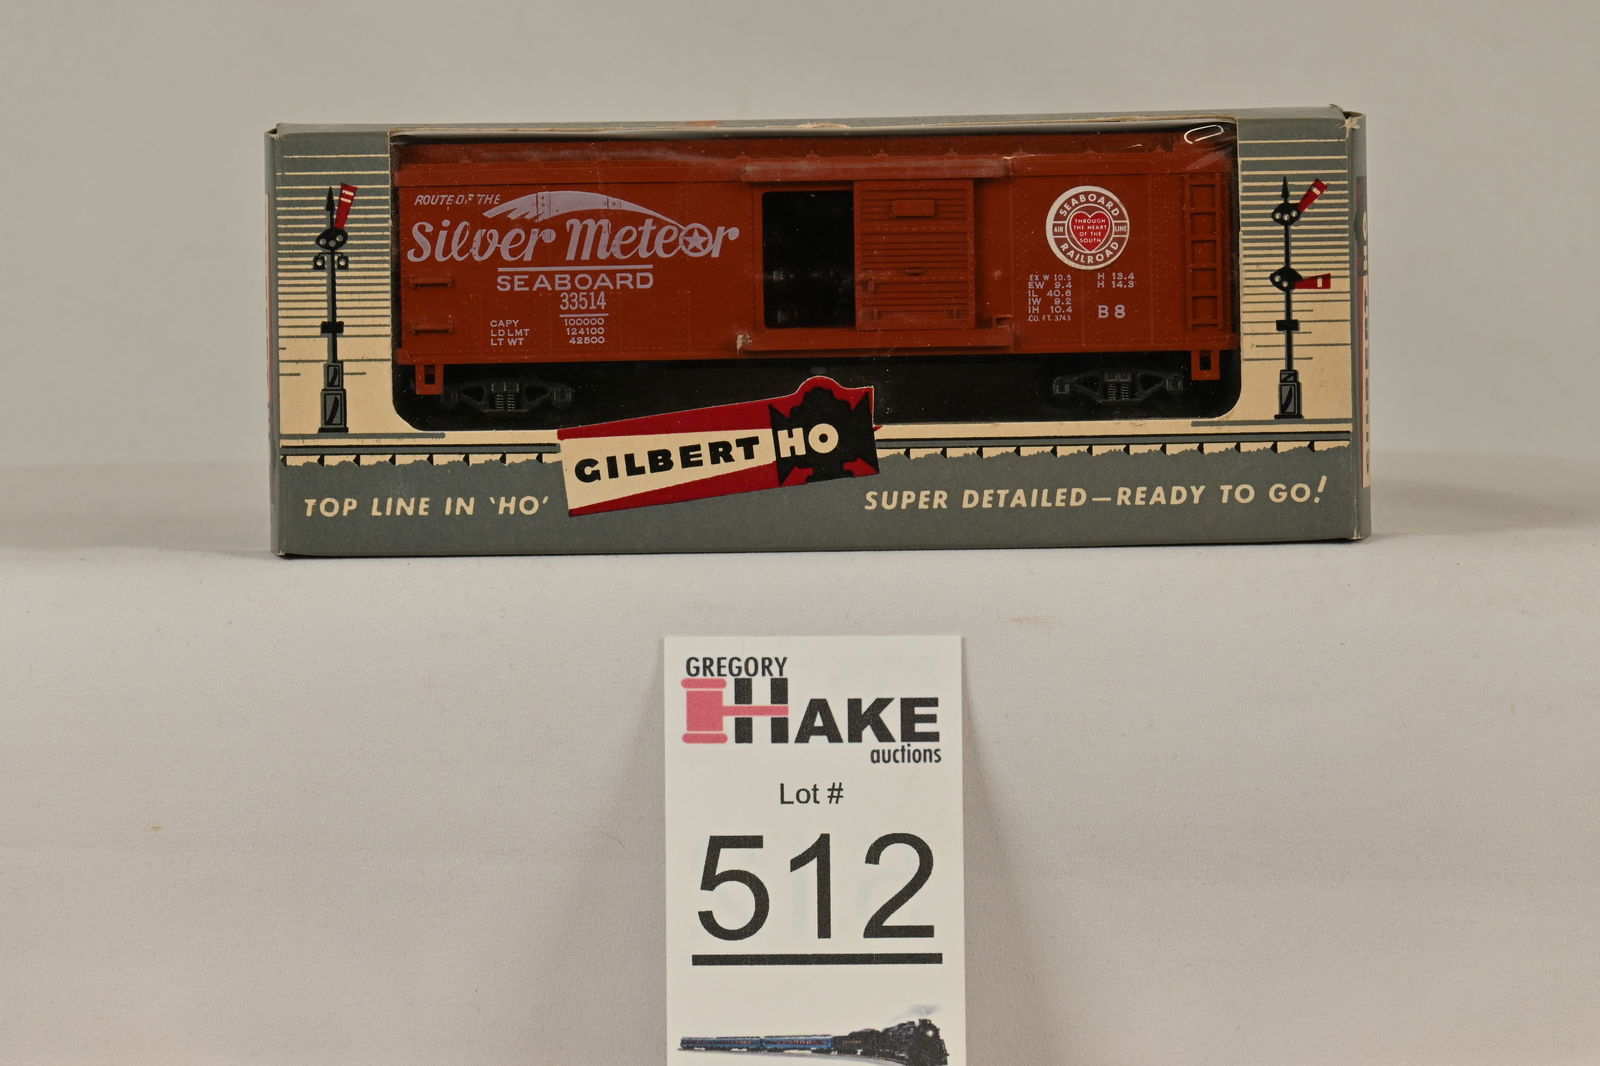 ROUTE OF THE
Silver Meteor
SEABOARD
33514
CAPY 100000
LD LMT 124100
LT WT 42800
SEABOARD
AIR LINE
RAILROAD
THROUGH
THE HEART
OF THE
SOUTH
EX W 10.5 H 13.4
EW 9.4 H 14.3
IL 40.6
IW 9.2
IH 10.4 B 8
CU. FT. 3743
GILBERT HO
TOP LINE IN 'HO'
SUPER DETAILED—READY TO GO!
GREGORY
HAKE
auctions
Lot #
512